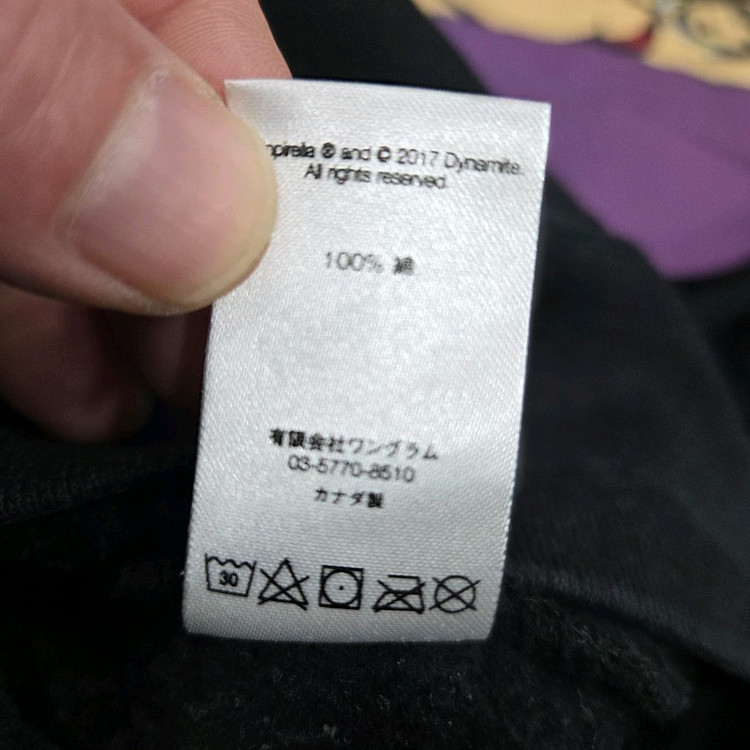 pirella ® and © 2017 Dynamite.
All rights reserved.
100% 綿
有限会社ワングラム
03-5770-8510
カナダ製
30